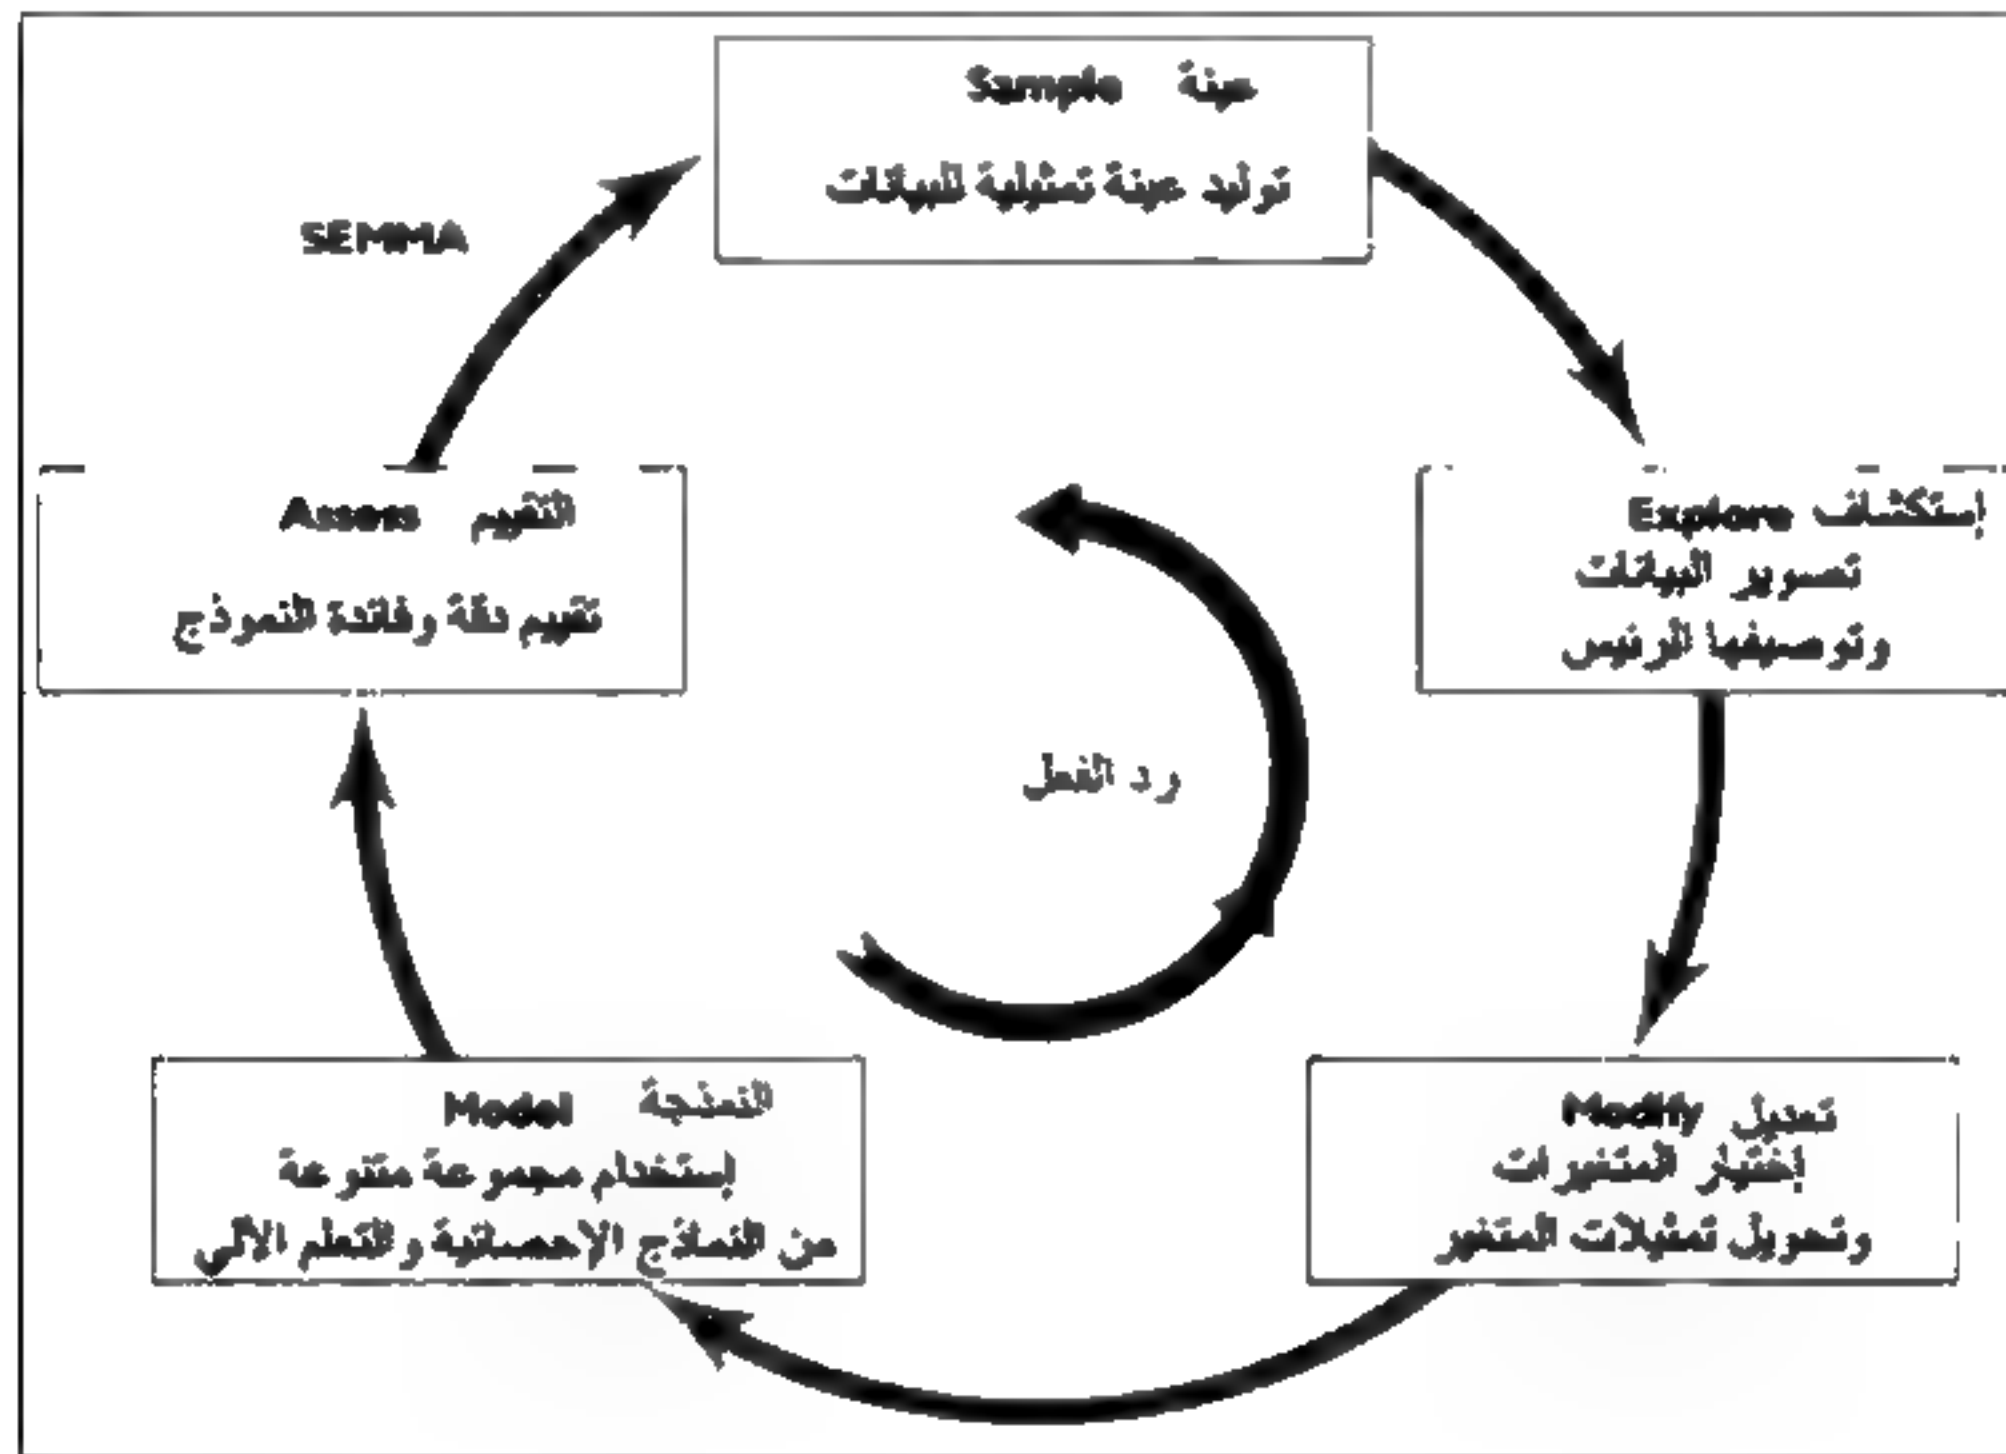 عينة Sample
توليد عينة تمثيلية للبيانات
SEMMA
إستكشاف Explore
تصوير البيانات
وتوصيفها الرئيس
التقييم Assess
تقييم دقة وفائدة النموذج
رد الفعل
تعديل Modify
إختيار المتغيرات
وتحويل تمثيلات المتغير
النمذجة Model
إستخدام مجموعة متنوعة
من النماذج الإحصائية والتعلم الآلي